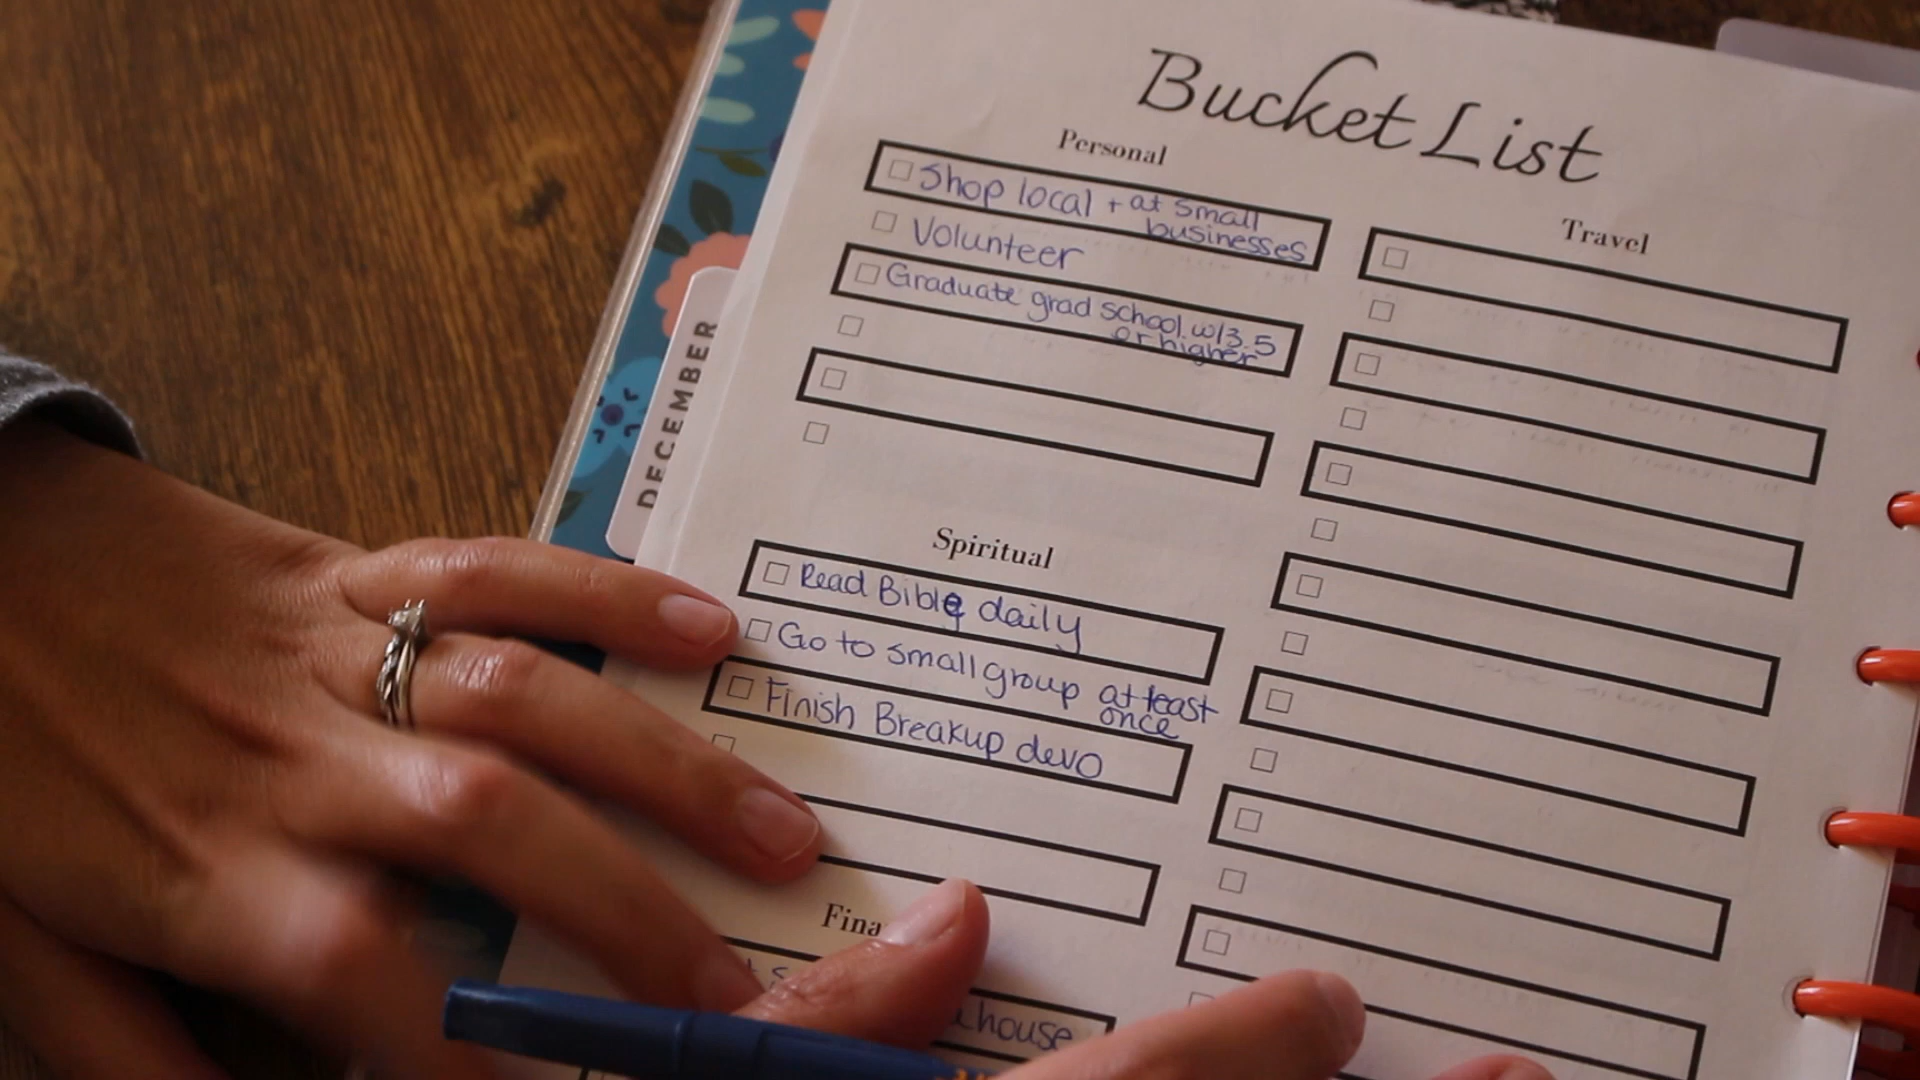 Bucket List
Personal
Shop local + at small
businesses
Volunteer
Graduate grad school w/3.5
or higher
Spiritual
Read Bible daily
Go to small group at least
once
Finish Breakup devo
Fina
house
Travel
DECEMBER